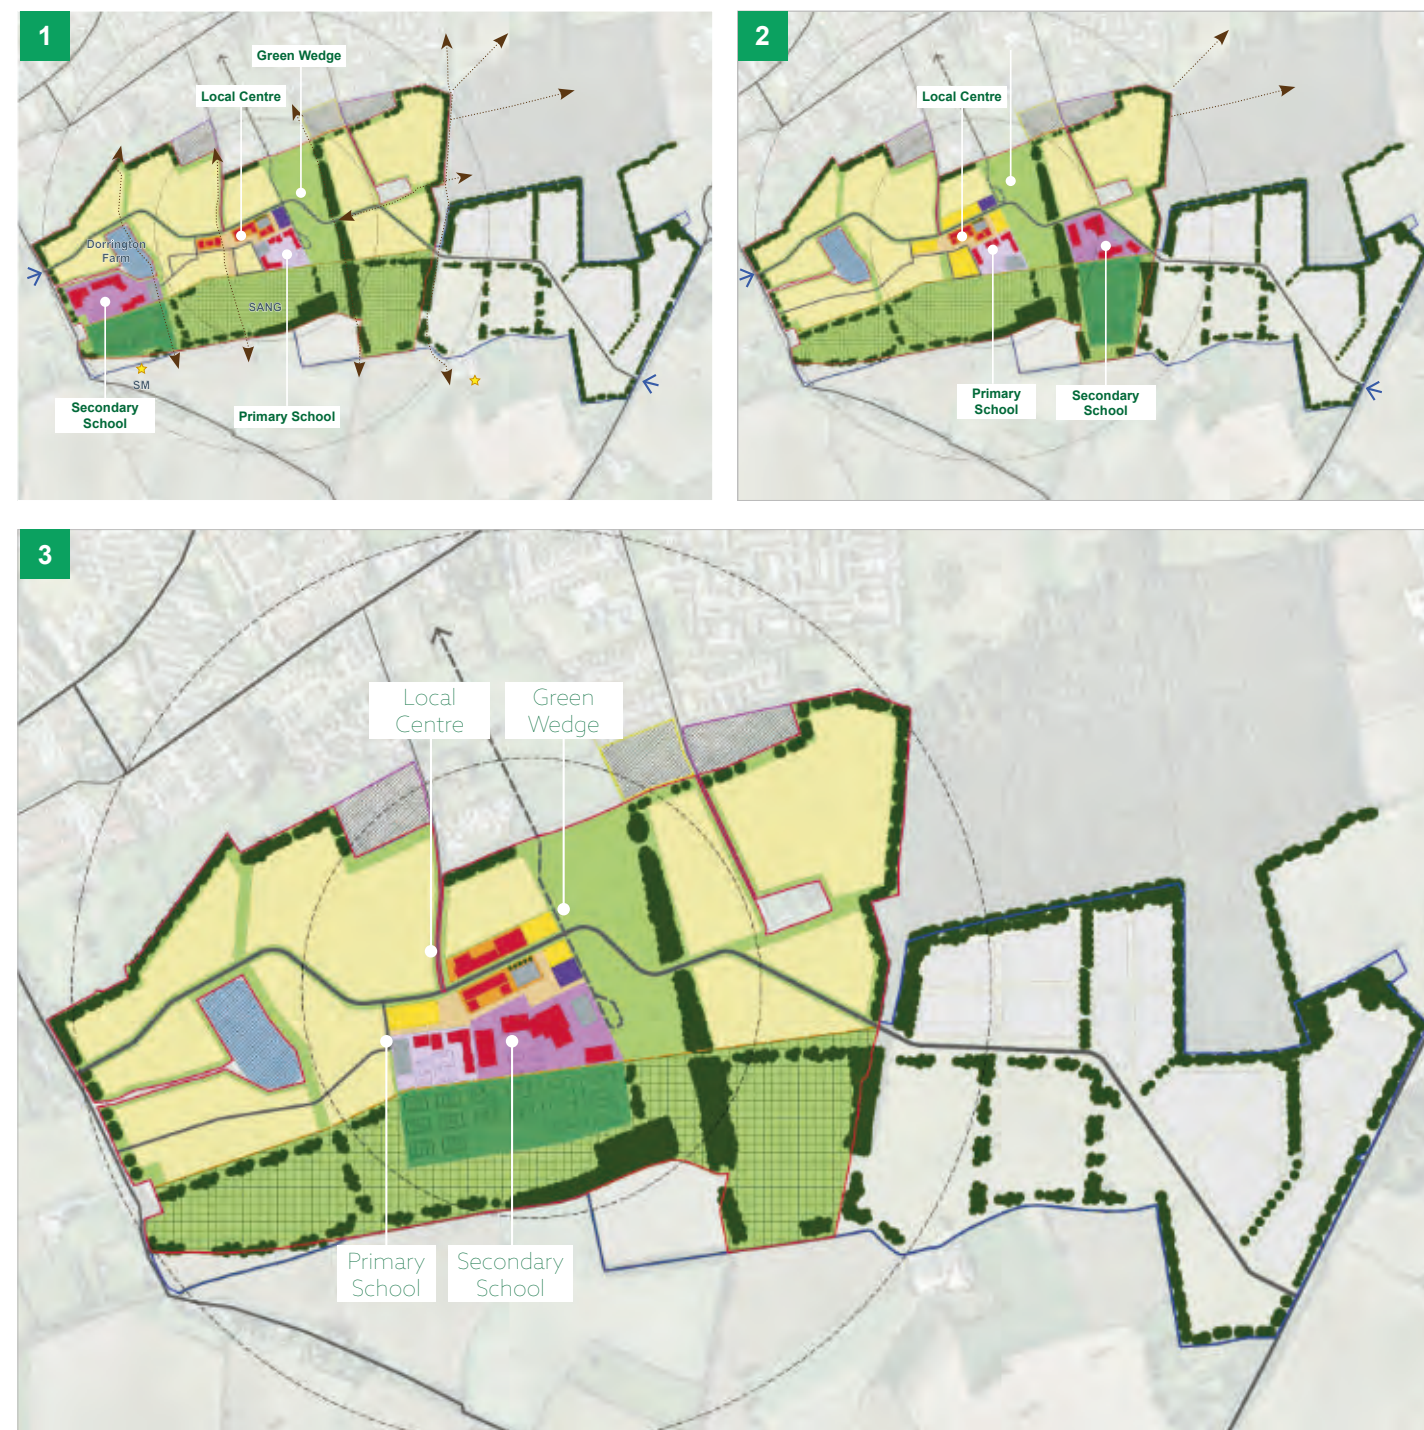 1
Green Wedge
Local Centre
Dorrington
Farm
SANG
SM
Secondary
School
Primary School
2
Local Centre
Primary
School
Secondary
School
3
Local
Centre
Green
Wedge
Primary
School
Secondary
School